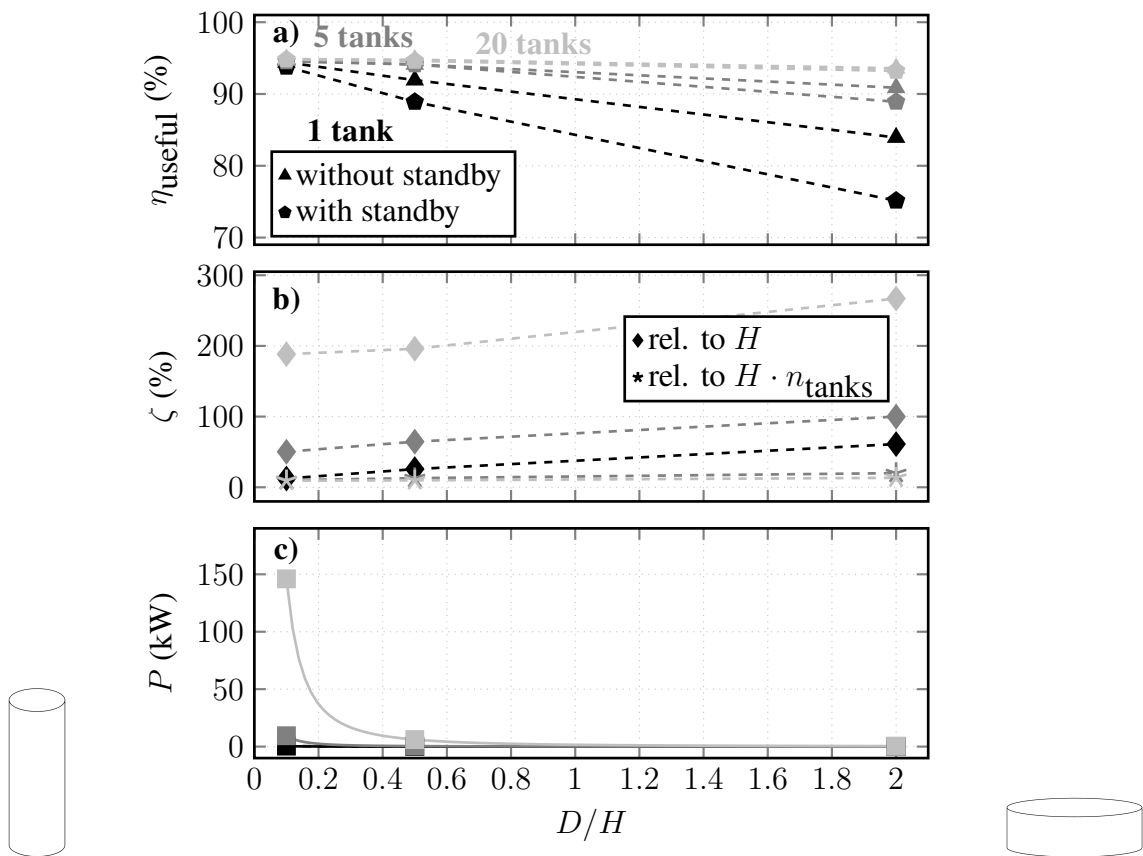 a)
5 tanks
20 tanks
1 tank
without standby
with standby
100
90
80
70
η_useful (%)
b)
rel. to H
rel. to H · n_tanks
300
200
100
0
ζ (%)
c)
150
100
50
0
P (kW)
0 0.2 0.4 0.6 0.8 1 1.2 1.4 1.6 1.8 2
D/H